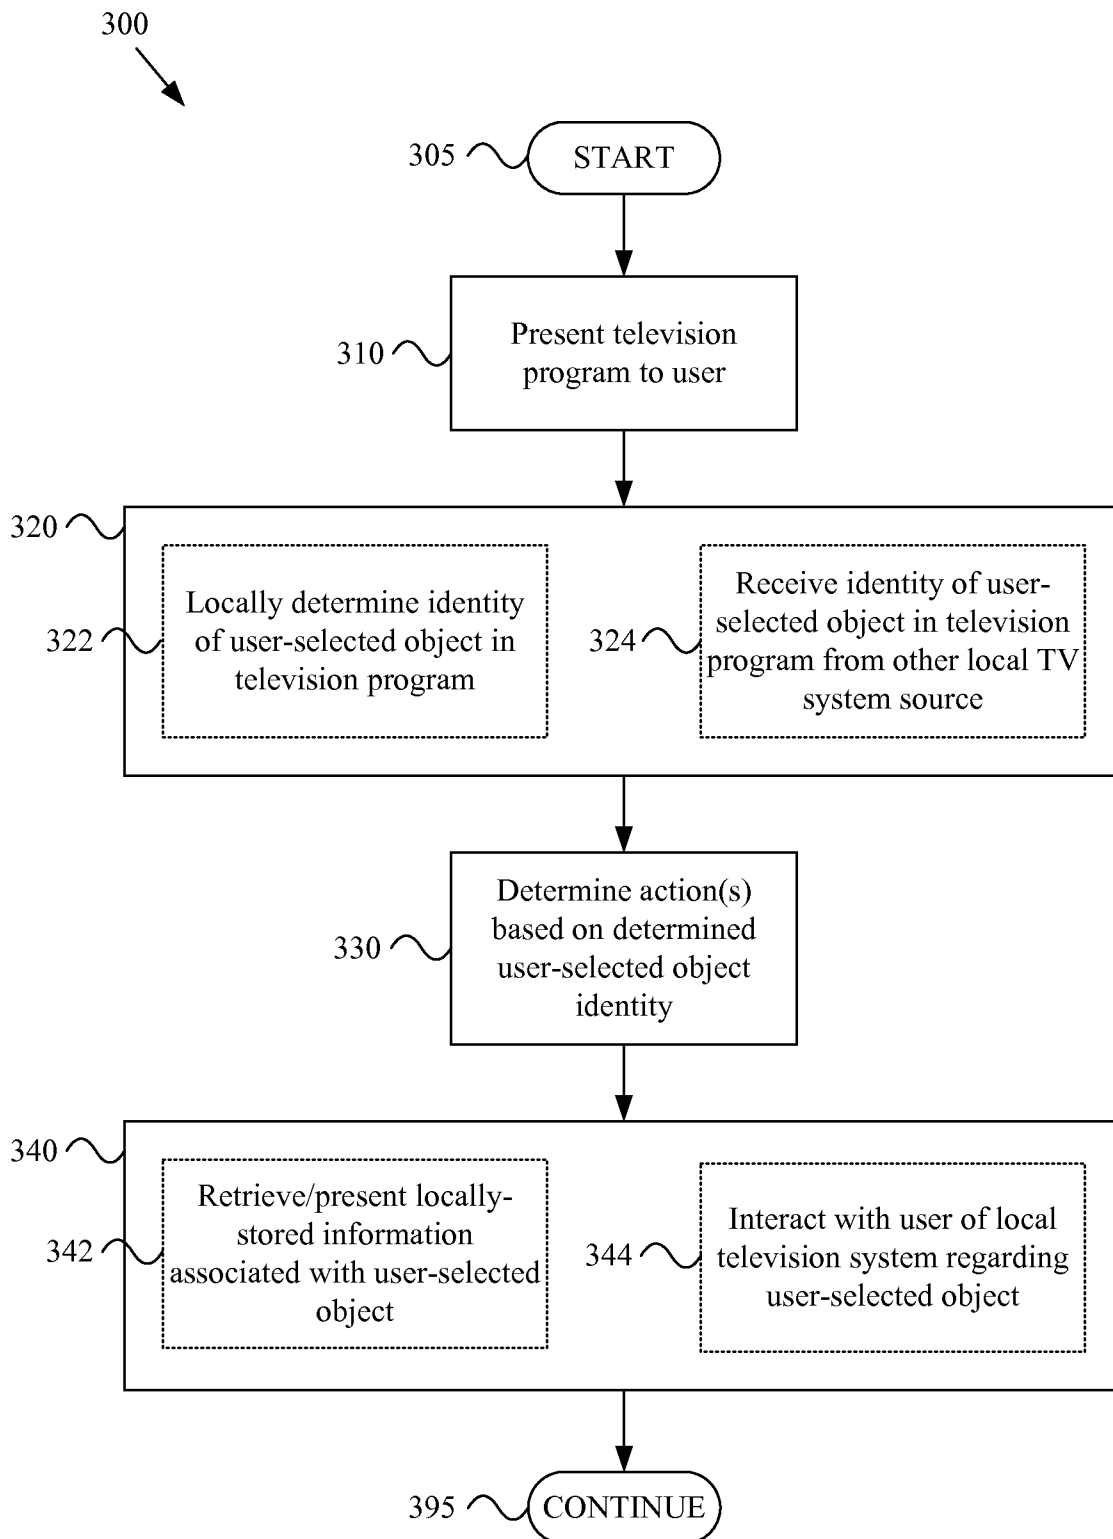 300
305
START
310
Present television
program to user
320
322
Locally determine identity
of user-selected object in
television program
324
Receive identity of user-
selected object in television
program from other local TV
system source
330
Determine action(s)
based on determined
user-selected object
identity
340
342
Retrieve/present locally-
stored information
associated with user-selected
object
344
Interact with user of local
television system regarding
user-selected object
395
CONTINUE